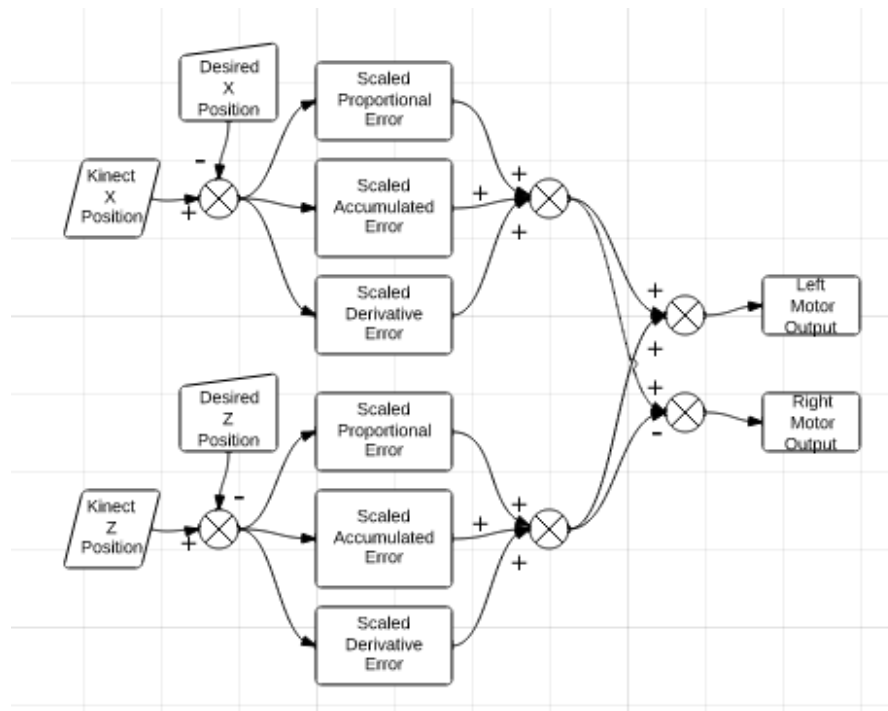 Desired
X
Position
Kinect
X
Position
-
+
Scaled
Proportional
Error
Scaled
Accumulated
Error
Scaled
Derivative
Error
+
+
+
Desired
Z
Position
Kinect
Z
Position
-
+
Scaled
Proportional
Error
Scaled
Accumulated
Error
Scaled
Derivative
Error
+
+
+
+
+
Left
Motor
Output
+
-
Right
Motor
Output